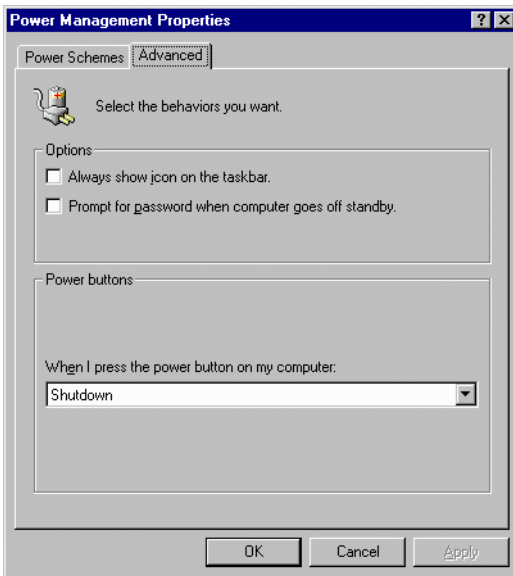 Power Management Properties
Power Schemes
Advanced
Select the behaviors you want.
Options
Always show icon on the taskbar.
Prompt for password when computer goes off standby.
Power buttons
When I press the power button on my computer:
Shutdown
OK
Cancel
Apply